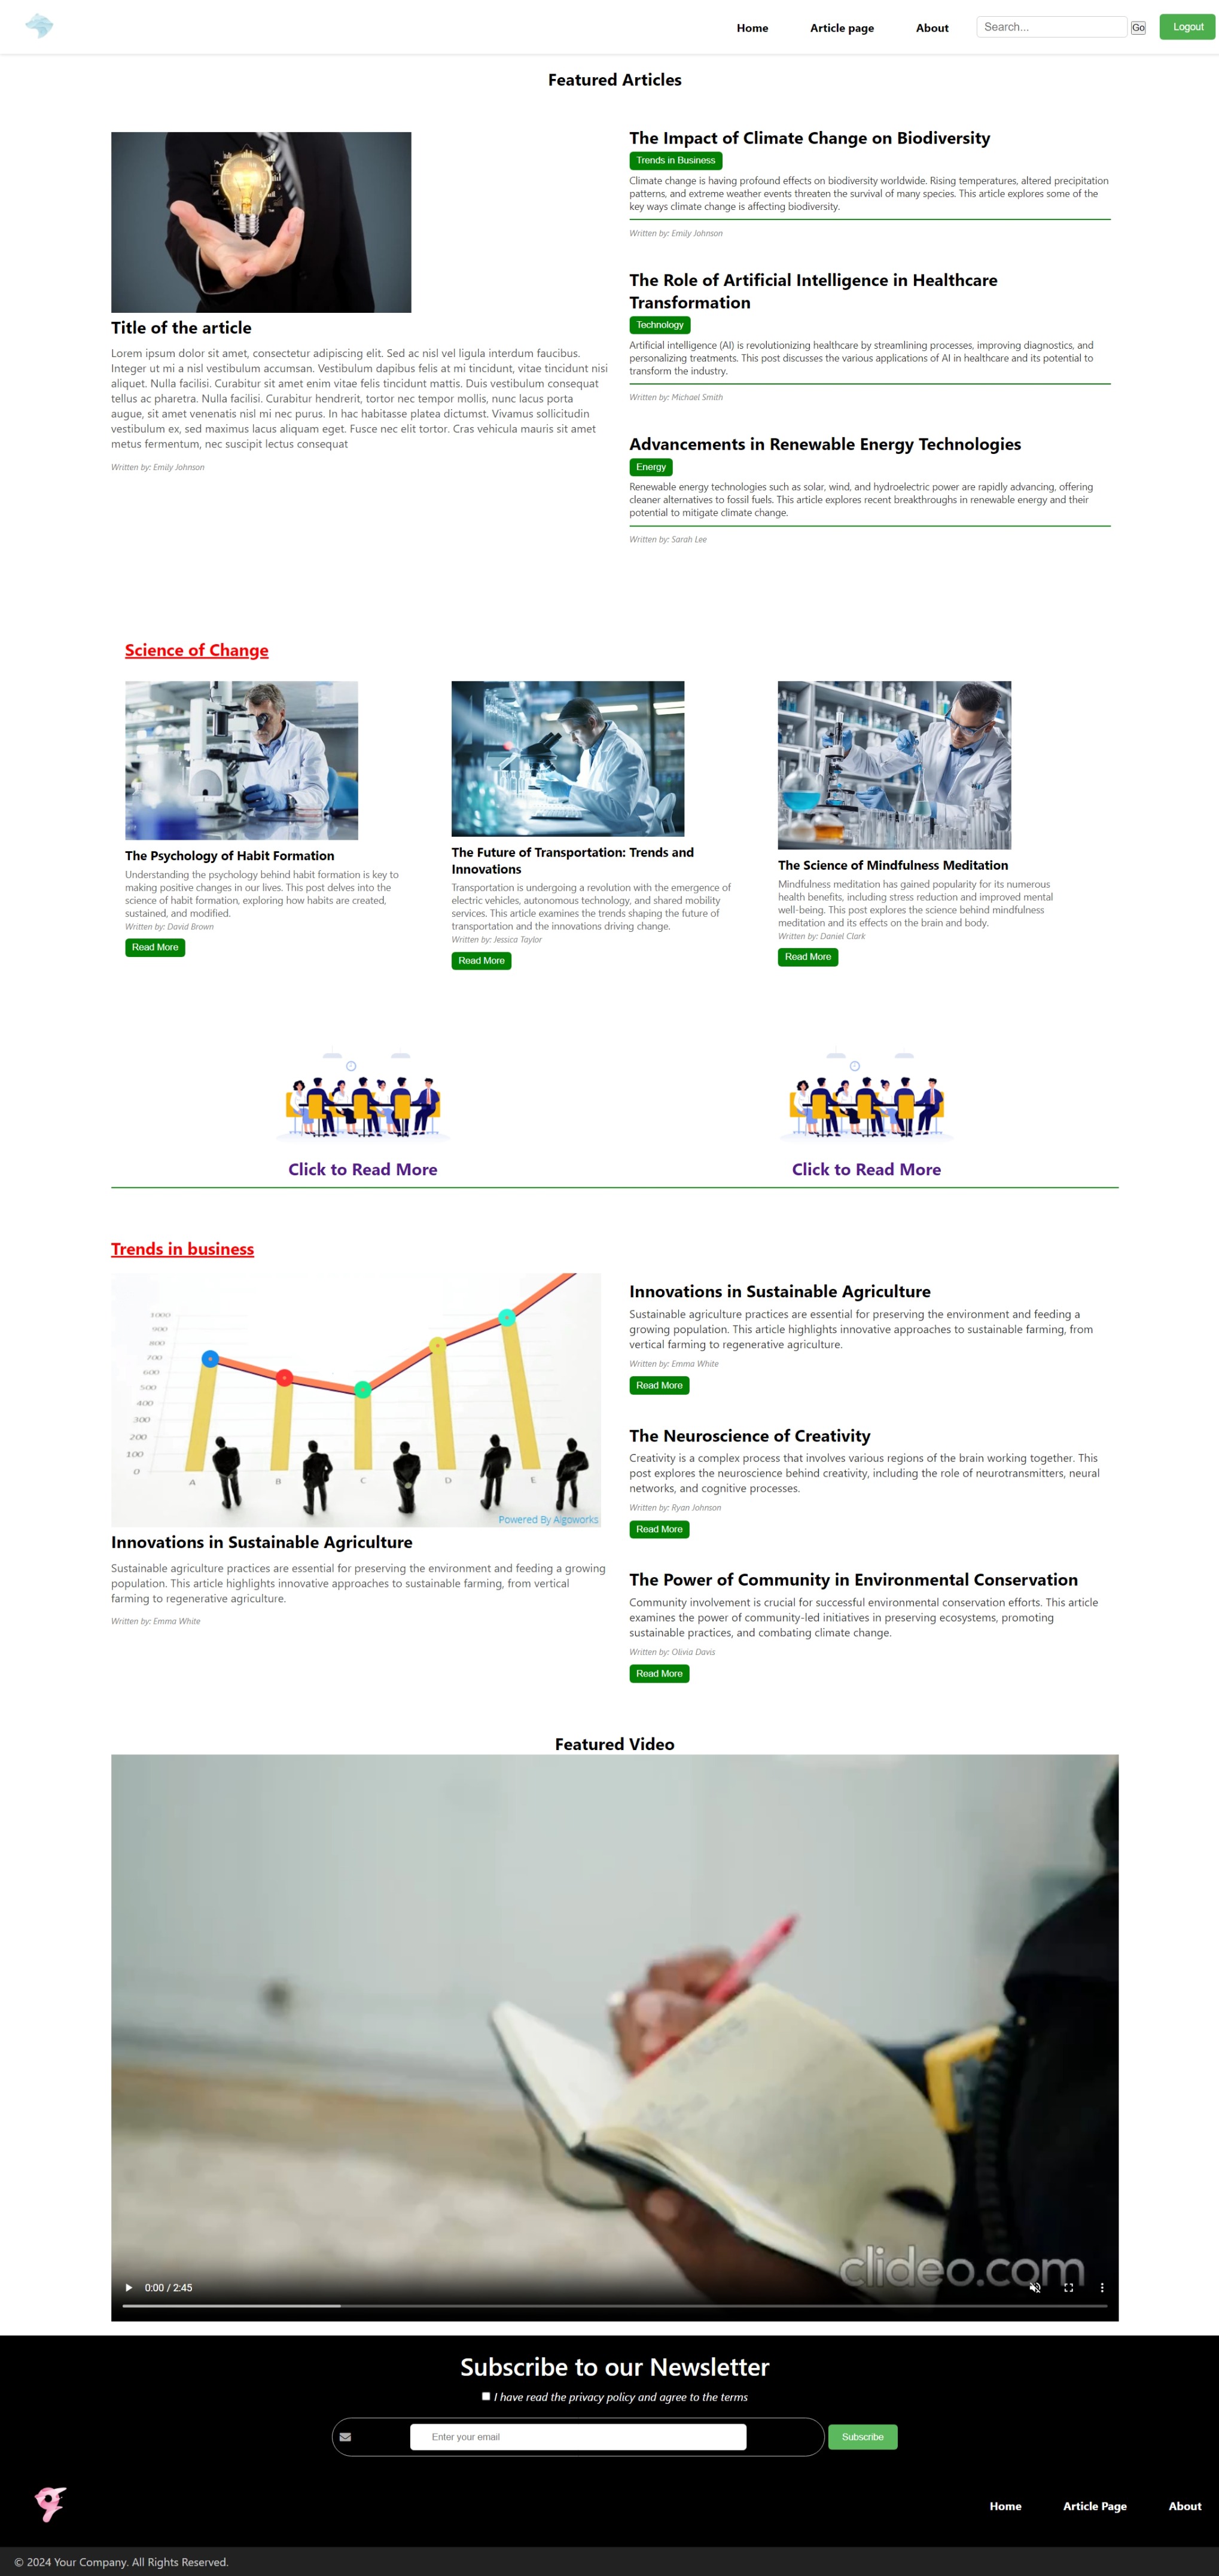 Home Article page About Search... Go Logout
Featured Articles
Title of the article
Lorem ipsum dolor sit amet, consectetur adipiscing elit. Sed ac nisl vel ligula interdum faucibus.
Integer ut mi a nisl vestibulum accumsan. Vestibulum dapibus felis at mi tincidunt, vitae tincidunt nisi
aliquet. Nulla facilisi. Curabitur sit amet enim vitae felis tincidunt mattis. Duis vestibulum consequat
tellus ac pharetra. Nulla facilisi. Curabitur hendrerit, tortor nec tempor mollis, nunc lacus porta
augue, sit amet venenatis nisl mi nec purus. In hac habitasse platea dictumst. Vivamus sollicitudin
vestibulum ex, sed maximus lacus aliquam eget. Fusce nec elit tortor. Cras vehicula mauris sit amet
metus fermentum, nec suscipit lectus consequat
Written by: Emily Johnson
The Impact of Climate Change on Biodiversity
Trends in Business
Climate change is having profound effects on biodiversity worldwide. Rising temperatures, altered precipitation
patterns, and extreme weather events threaten the survival of many species. This article explores some of the
key ways climate change is affecting biodiversity.
Written by: Emily Johnson
The Role of Artificial Intelligence in Healthcare
Transformation
Technology
Artificial intelligence (AI) is revolutionizing healthcare by streamlining processes, improving diagnostics, and
personalizing treatments. This post discusses the various applications of AI in healthcare and its potential to
transform the industry.
Written by: Michael Smith
Advancements in Renewable Energy Technologies
Energy
Renewable energy technologies such as solar, wind, and hydroelectric power are rapidly advancing, offering
cleaner alternatives to fossil fuels. This article explores recent breakthroughs in renewable energy and their
potential to mitigate climate change.
Written by: Sarah Lee
Science of Change
The Psychology of Habit Formation
Understanding the psychology behind habit formation is key to
making positive changes in our lives. This post delves into the
science of habit formation, exploring how habits are created,
sustained, and modified.
Written by: David Brown
Read More
The Future of Transportation: Trends and
Innovations
Transportation is undergoing a revolution with the emergence of
electric vehicles, autonomous technology, and shared mobility
services. This article examines the trends shaping the future of
transportation and the innovations driving change.
Written by: Jessica Taylor
Read More
The Science of Mindfulness Meditation
Mindfulness meditation has gained popularity for its numerous
health benefits, including stress reduction and improved mental
well-being. This post explores the science behind mindfulness
meditation and its effects on the brain and body.
Written by: Daniel Clark
Read More
Click to Read More
Click to Read More
Trends in business
1000
900
800
700
600
500
400
300
200
100
0
A B C D E
Powered By Algoworks
Innovations in Sustainable Agriculture
Sustainable agriculture practices are essential for preserving the environment and feeding a growing
population. This article highlights innovative approaches to sustainable farming, from vertical
farming to regenerative agriculture.
Written by: Emma White
Innovations in Sustainable Agriculture
Sustainable agriculture practices are essential for preserving the environment and feeding a
growing population. This article highlights innovative approaches to sustainable farming, from
vertical farming to regenerative agriculture.
Written by: Emma White
Read More
The Neuroscience of Creativity
Creativity is a complex process that involves various regions of the brain working together. This
post explores the neuroscience behind creativity, including the role of neurotransmitters, neural
networks, and cognitive processes.
Written by: Ryan Johnson
Read More
The Power of Community in Environmental Conservation
Community involvement is crucial for successful environmental conservation efforts. This article
examines the power of community-led initiatives in preserving ecosystems, promoting
sustainable practices, and combating climate change.
Written by: Olivia Davis
Read More
Featured Video
clideo.com
0:00 / 2:45
Subscribe to our Newsletter
I have read the privacy policy and agree to the terms
Enter your email Subscribe
Home Article Page About
© 2024 Your Company. All Rights Reserved.